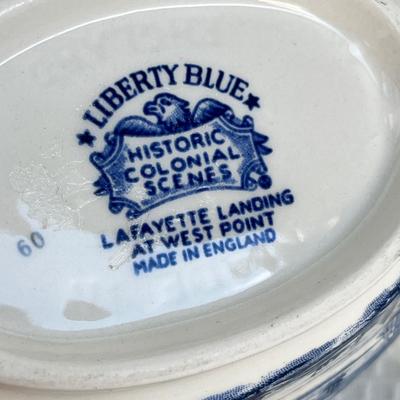 ★ LIBERTY BLUE ★
HISTORIC
COLONIAL
SCENES
LAFAYETTE LANDING
AT WEST POINT
MADE IN ENGLAND
60